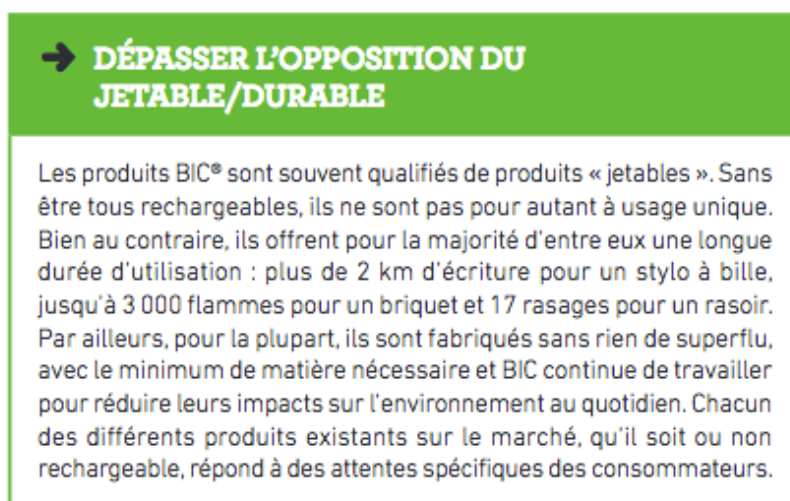 DÉPASSER L'OPPOSITION DU
JETABLE/DURABLE
Les produits BIC® sont souvent qualifiés de produits « jetables ». Sans
être tous rechargeables, ils ne sont pas pour autant à usage unique.
Bien au contraire, ils offrent pour la majorité d'entre eux une longue
durée d'utilisation : plus de 2 km d'écriture pour un stylo à bille,
jusqu'à 3 000 flammes pour un briquet et 17 rasages pour un rasoir.
Par ailleurs, pour la plupart, ils sont fabriqués sans rien de superflu,
avec le minimum de matière nécessaire et BIC continue de travailler
pour réduire leurs impacts sur l'environnement au quotidien. Chacun
des différents produits existants sur le marché, qu'il soit ou non
rechargeable, répond à des attentes spécifiques des consommateurs.